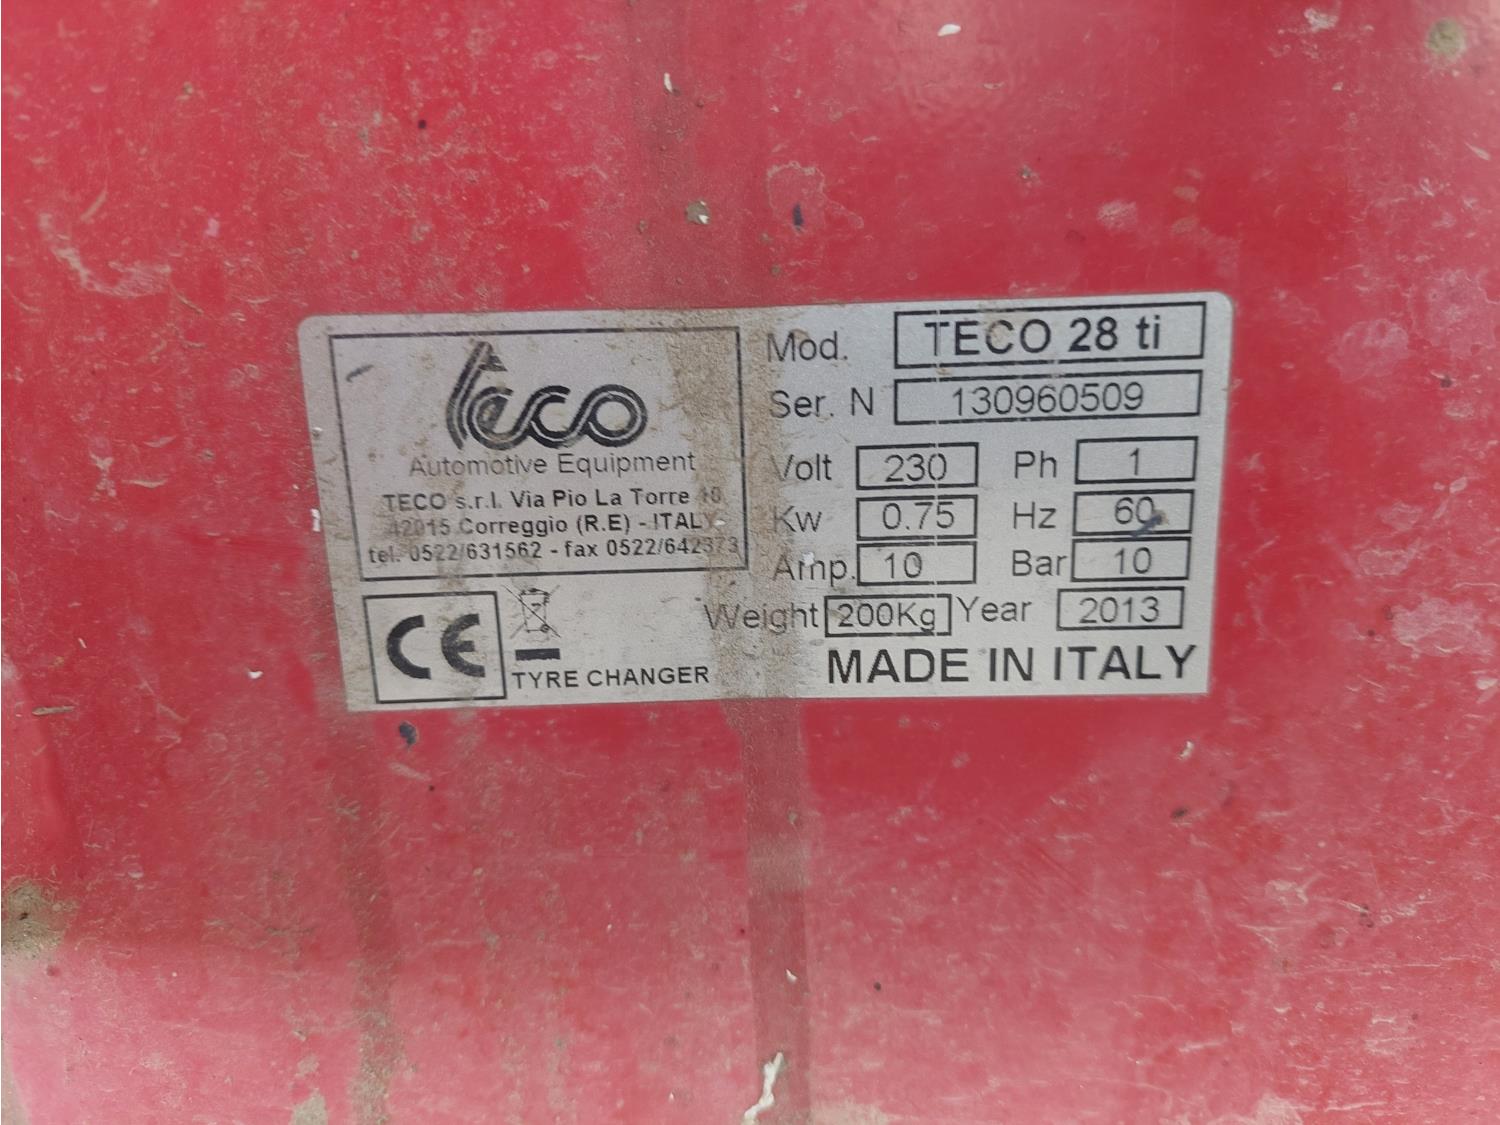 teco
Automotive Equipment
TECO s.r.l. Via Pio La Torre 10
42015 Correggio (R.E) - ITALY
tel. 0522/631562 - fax 0522/642373
CE
TYRE CHANGER
Mod. TECO 28 ti
Ser. N 130960509
Volt 230 Ph 1
Kw 0.75 Hz 60
Amp. 10 Bar 10
Weight 200Kg Year 2013
MADE IN ITALY